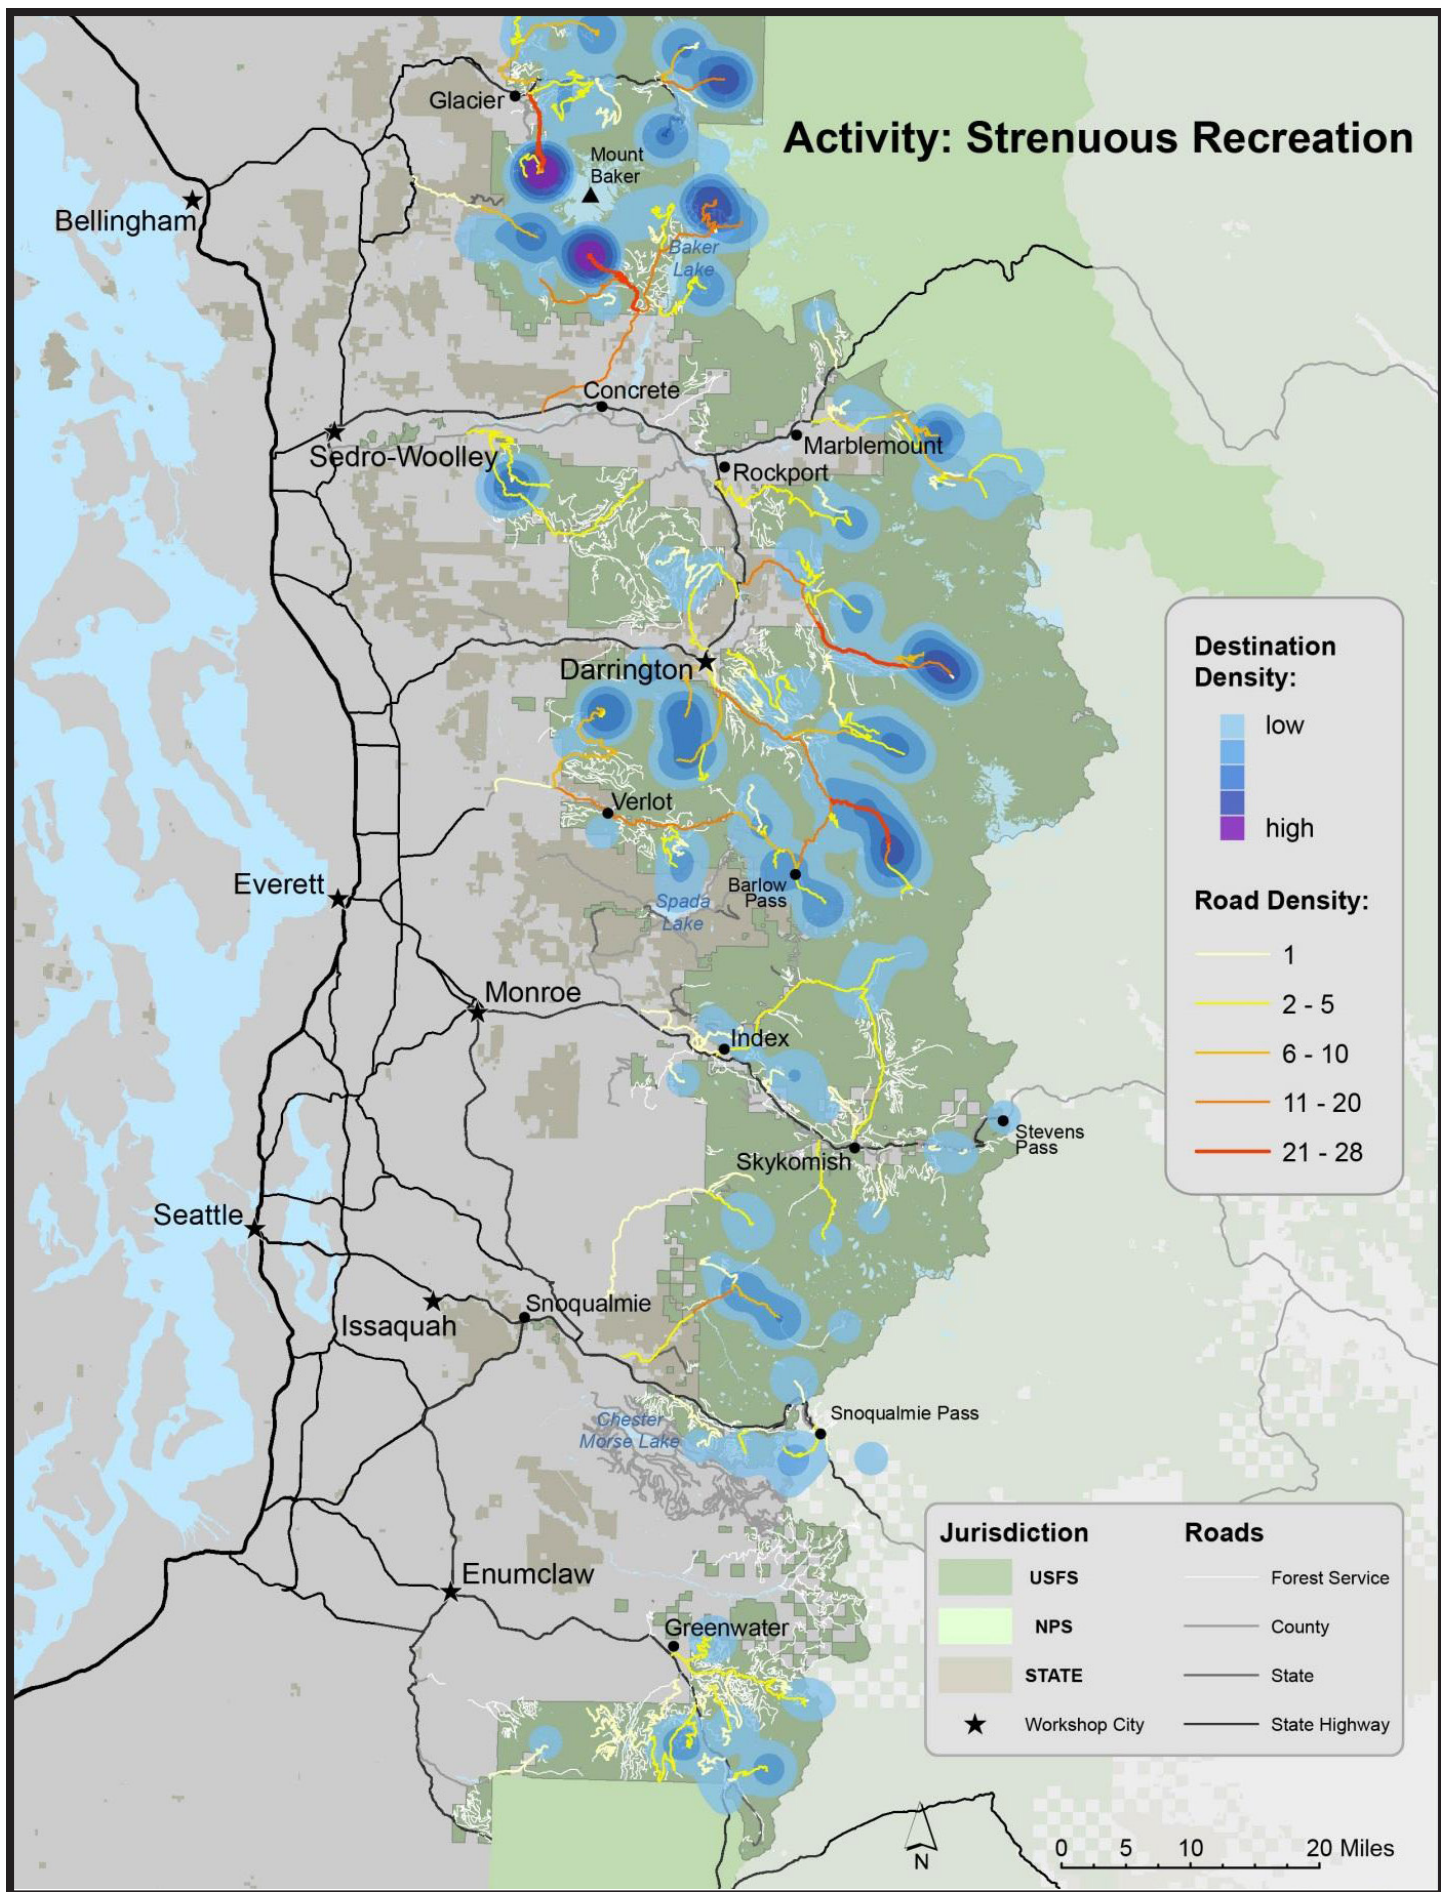 Activity: Strenuous Recreation
Glacier
Mount
Baker
Bellingham
Baker
Lake
Concrete
Marblemount
Sedro-Woolley
Rockport
Darrington
Verlot
Barlow
Pass
Everett
Spada
Lake
Monroe
Index
Stevens
Pass
Skykomish
Seattle
Snoqualmie
Issaquah
Snoqualmie Pass
Chester
Morse Lake
Enumclaw
Greenwater
Destination
Density:
low
high
Road Density:
1
2 - 5
6 - 10
11 - 20
21 - 28
Jurisdiction
USFS
NPS
STATE
Workshop City
Roads
Forest Service
County
State
State Highway
N
0 5 10 20 Miles